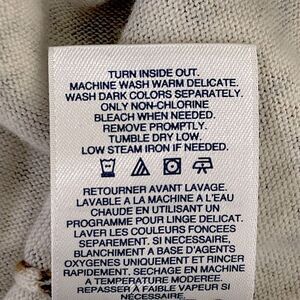 TURN INSIDE OUT.
MACHINE WASH WARM DELICATE.
WASH DARK COLORS SEPARATELY.
ONLY NON-CHLORINE
BLEACH WHEN NEEDED.
REMOVE PROMPTLY.
TUMBLE DRY LOW.
LOW STEAM IRON IF NEEDED.
RETOURNER AVANT LAVAGE.
LAVABLE A LA MACHINE A L'EAU
CHAUDE EN UTILISANT UN
PROGRAMME POUR LINGE DELICAT.
LAVER LES COULEURS FONCEES
SEPAREMENT. SI NECESSAIRE,
BLANCHIMENT A BASE D'AGENTS
OXYGENES UNIQUEMENT ET RINCER
RAPIDEMENT. SECHAGE EN MACHINE
A TEMPERATURE MODEREE.
REPASSER A FAIBLE VAPEUR SI
NECESSAIRE.